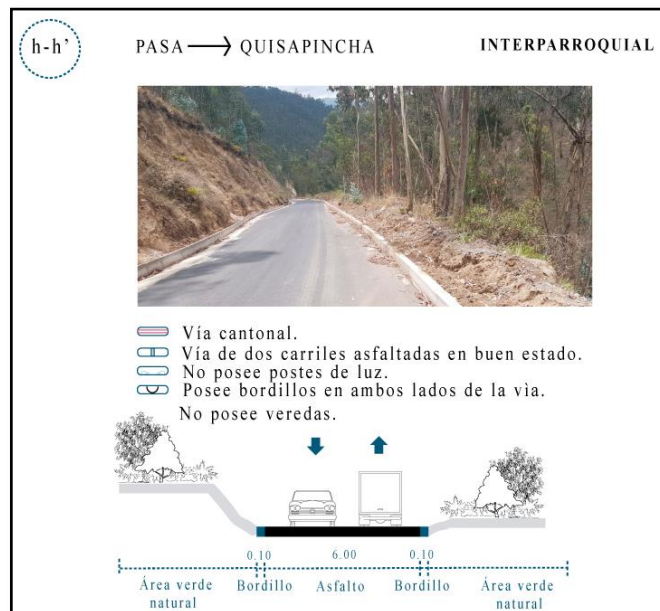 h-h'
PASA → QUISAPINCHA
INTERPARROQUIAL
Vía cantonal.
Vía de dos carriles asfaltadas en buen estado.
No posee postes de luz.
Posee bordillos en ambos lados de la vìa.
No posee veredas.
0.10 6.00 0.10
Área verde natural Bordillo Asfalto Bordillo Área verde natural